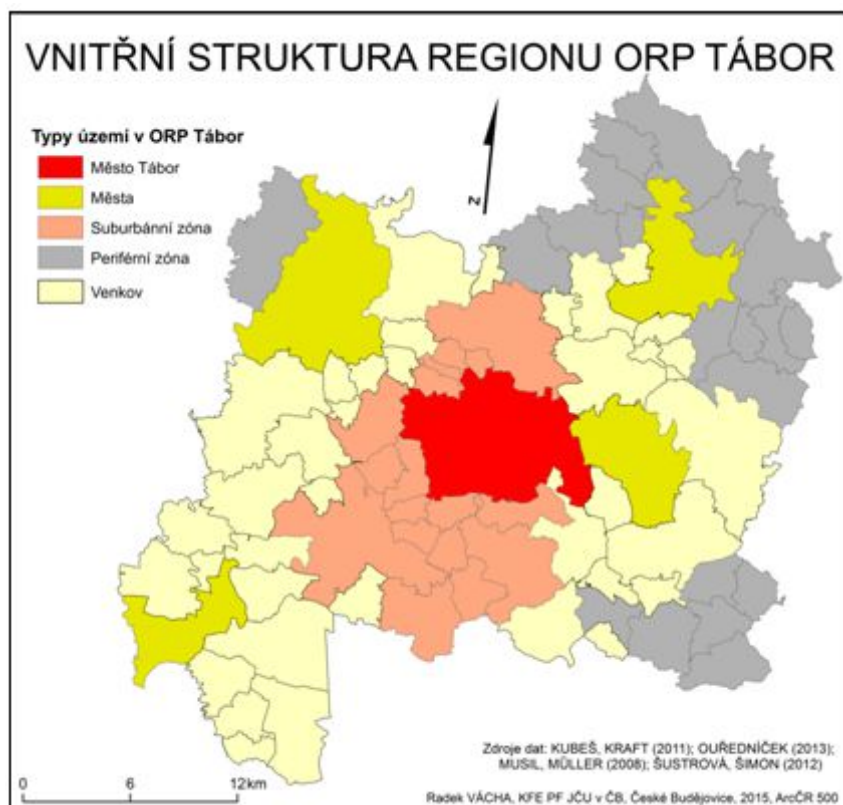 VNITŘNÍ STRUKTURA REGIONU ORP TÁBOR
Typy území v ORP Tábor
Město Tábor
Města
Suburbánní zóna
Periférní zóna
Venkov
z
Zdroje dat: KUBEŠ, KRAFT (2011); OUŘEDNÍČEK (2013);
MUSIL, MÜLLER (2008); ŠUSTROVÁ, ŠIMON (2012)
0 6 12km
Radek VÁCHA, KFE PF JČU v ČB, České Budějovice, 2015, ArcČR 500